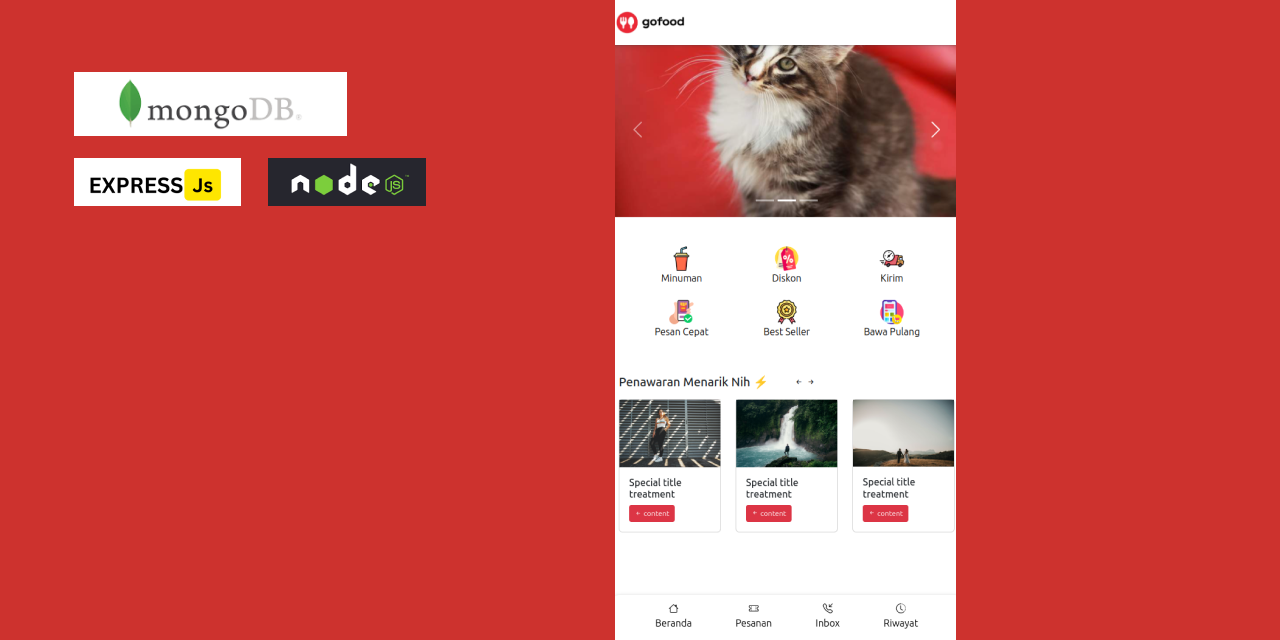 mongoDB®
EXPRESS Js
node JS™
gofood
%
Minuman
Diskon
Kirim
Pesan Cepat
Best Seller
Bawa Pulang
Penawaran Menarik Nih ⚡ ← →
Special title
treatment
+ content
Special title
treatment
+ content
Special title
treatment
+ content
Beranda
Pesanan
Inbox
Riwayat